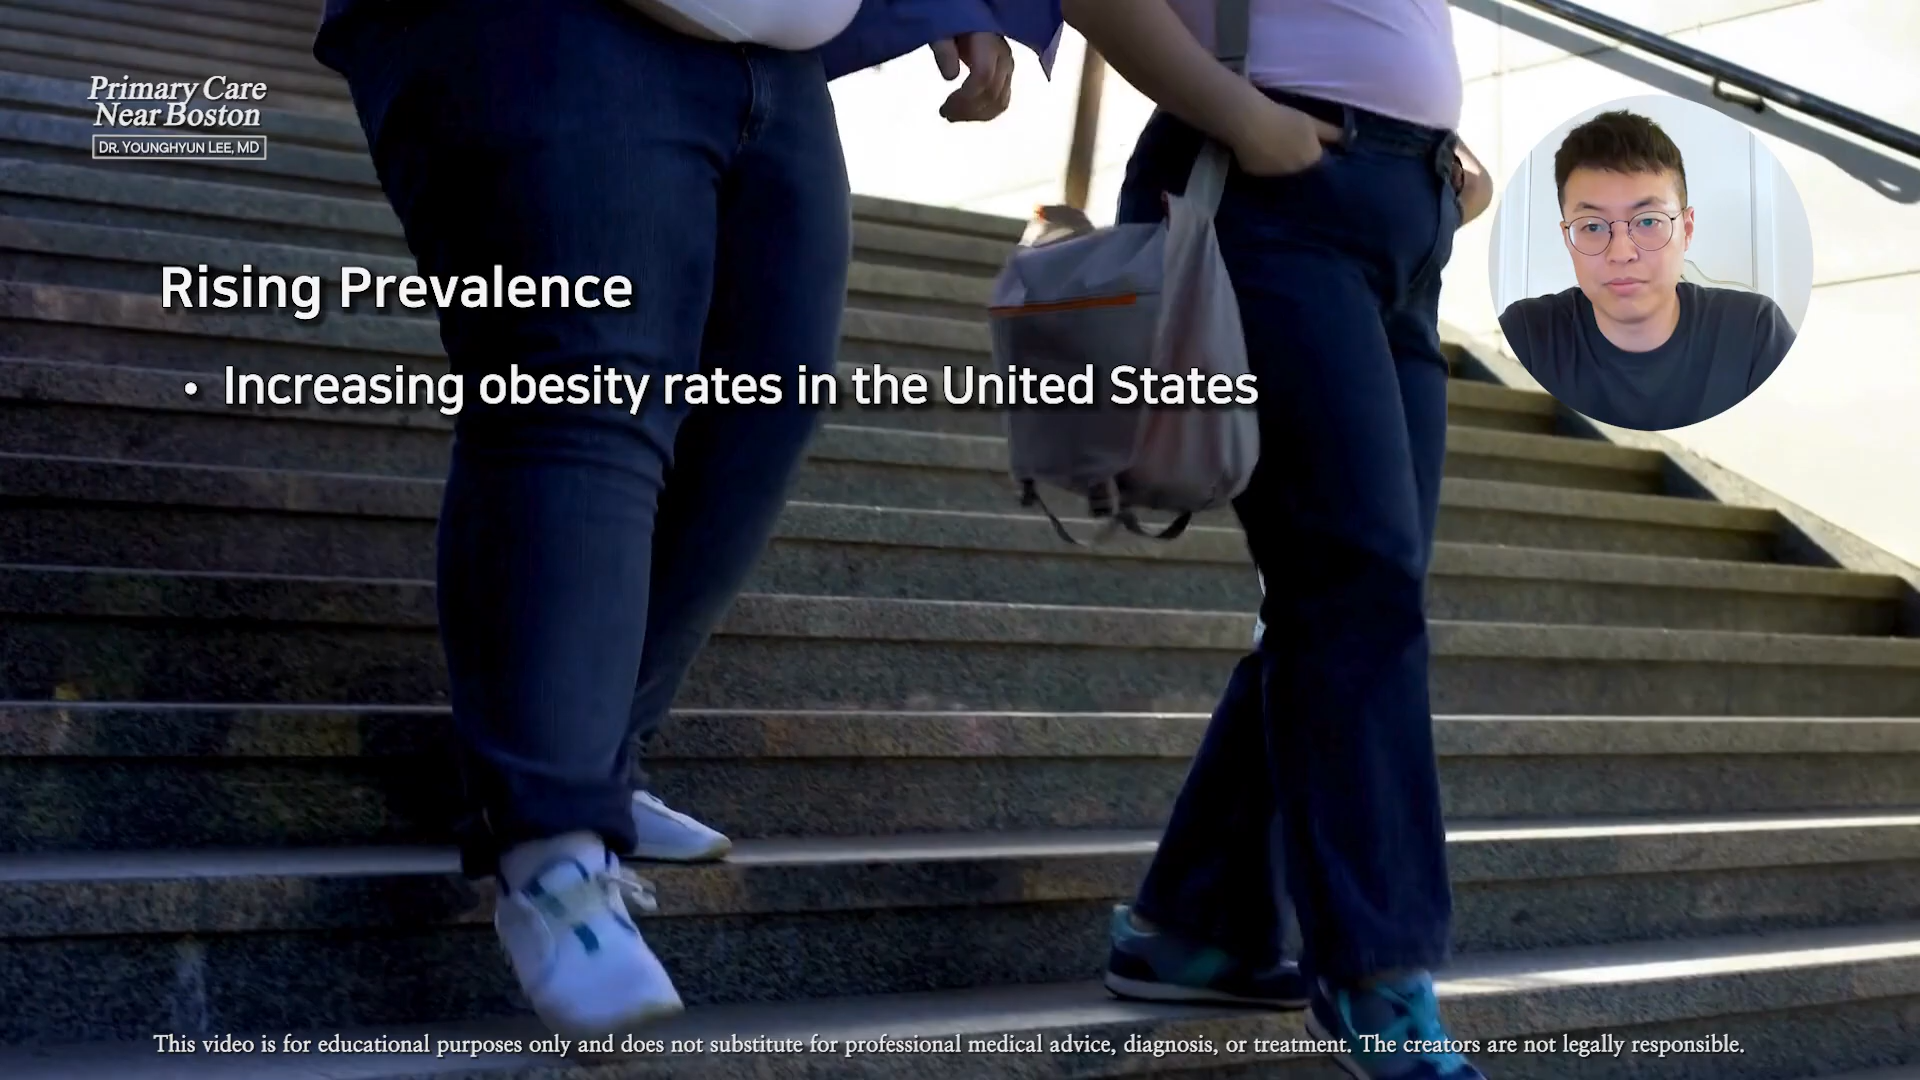 Primary Care
Near Boston
DR. YOUNGHYUN LEE, MD
Rising Prevalence
• Increasing obesity rates in the United States
This video is for educational purposes only and does not substitute for professional medical advice, diagnosis, or treatment. The creators are not legally responsible.